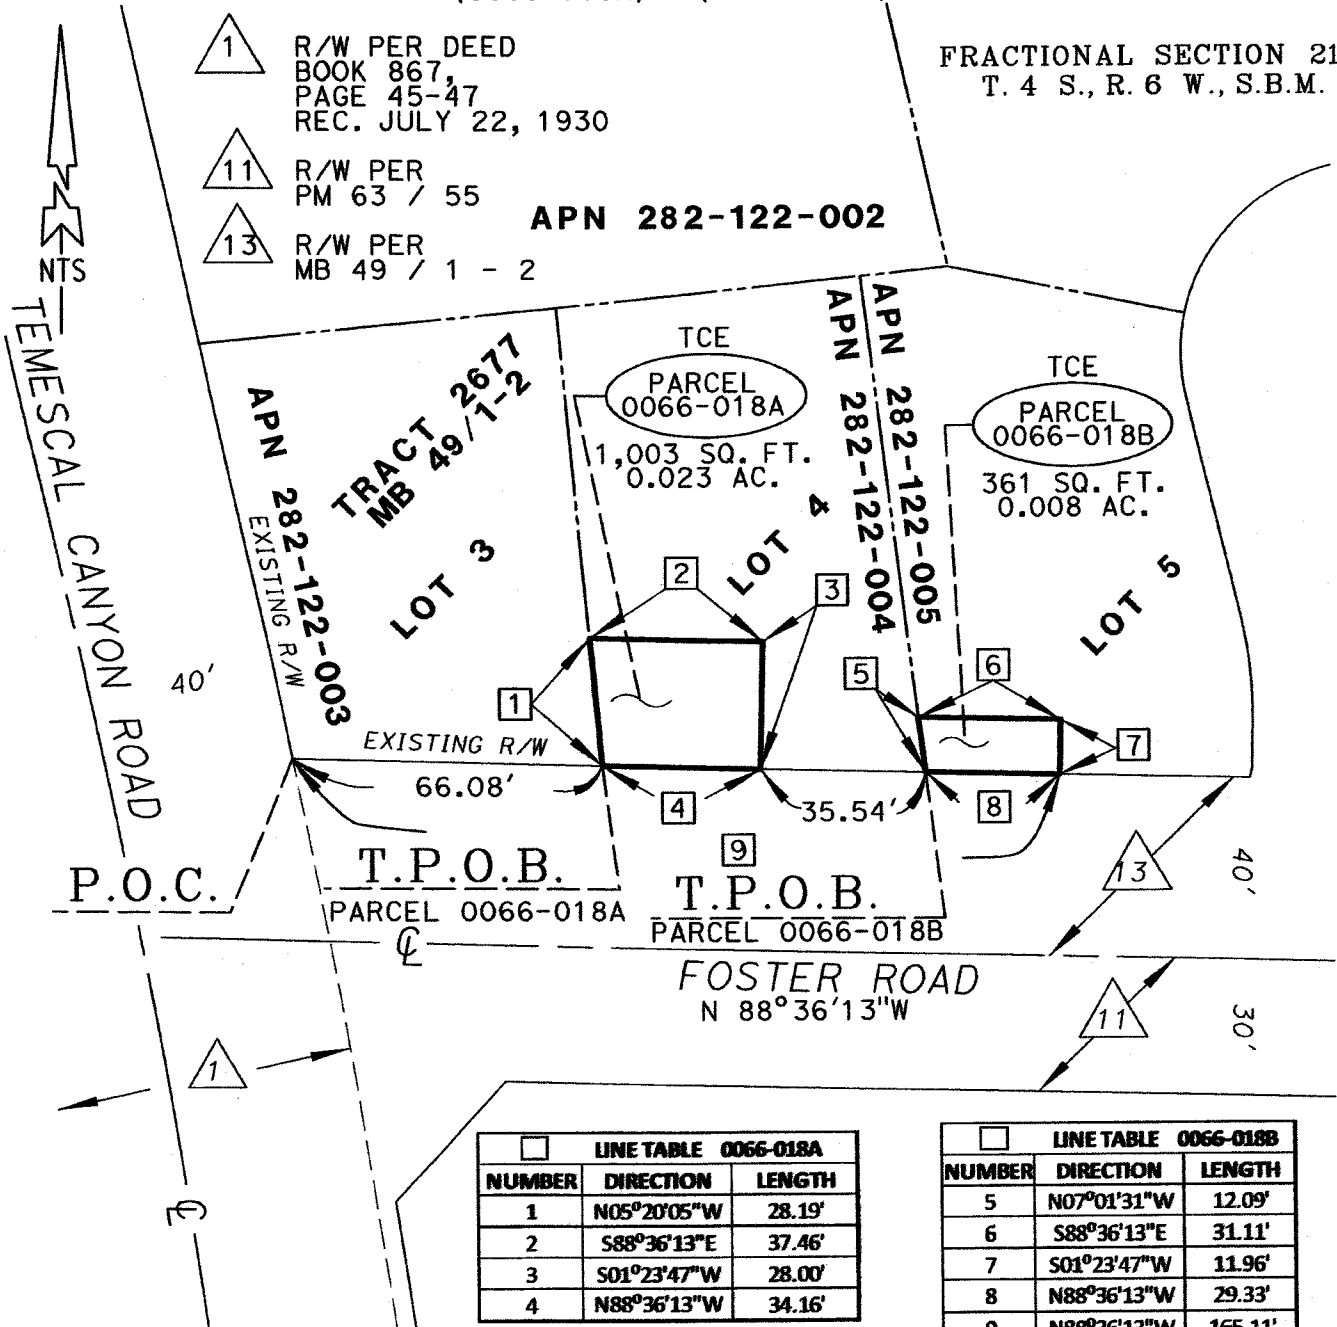 FRACTIONAL SECTION 21
T. 4 S., R. 6 W., S.B.M.
1
R/W PER DEED
BOOK 867,
PAGE 45-47
REC. JULY 22, 1930
11
R/W PER
PM 63 / 55
13
R/W PER
MB 49 / 1 - 2
NTS
APN 282-122-002
TEMESCAL CANYON ROAD
40'
APN 282-122-003
EXISTING R/W
TRACT 2677
MB 49/1-2
LOT 3
TCE
PARCEL
0066-018A
1,003 SQ. FT.
0.023 AC.
LOT 4
APN 282-122-004
APN 282-122-005
TCE
PARCEL
0066-018B
361 SQ. FT.
0.008 AC.
LOT 5
2
3
1
5
6
7
EXISTING R/W
66.08'
4
35.54'
8
9
P.O.C.
T.P.O.B.
PARCEL 0066-018A
T.P.O.B.
PARCEL 0066-018B
13
40'
FOSTER ROAD
N 88°36'13"W
11
30'
1
LINE TABLE 0066-018A
NUMBER DIRECTION LENGTH
1 N05°20'05"W 28.19'
2 S88°36'13"E 37.46'
3 S01°23'47"W 28.00'
4 N88°36'13"W 34.16'
LINE TABLE 0066-018B
NUMBER DIRECTION LENGTH
5 N07°01'31"W 12.09'
6 S88°36'13"E 31.11'
7 S01°23'47"W 11.96'
8 N88°36'13"W 29.33'
9 N88°36'13"W 165.11'